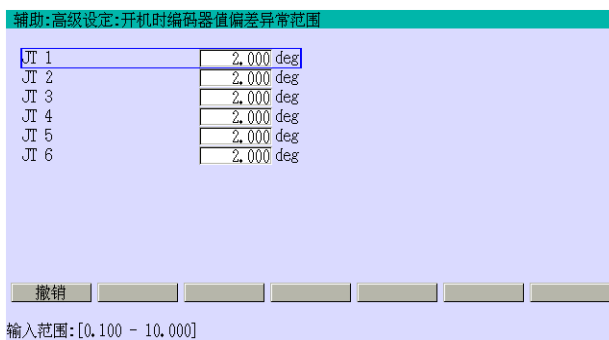 辅助:高级设定:开机时编码器值偏差异常范围
JT 1 2.000 deg
JT 2 2.000 deg
JT 3 2.000 deg
JT 4 2.000 deg
JT 5 2.000 deg
JT 6 2.000 deg
撤销
输入范围:[0.100 - 10.000]